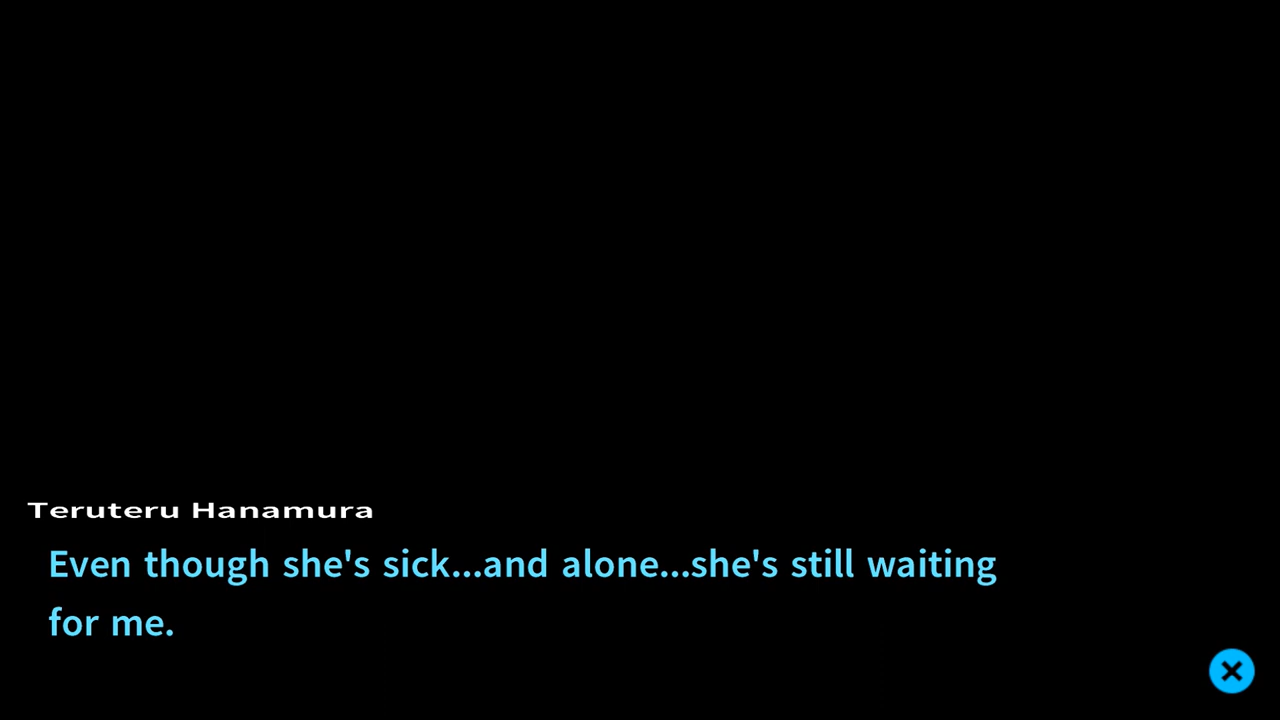 Teruteru Hanamura
Even though she's sick...and alone...she's still waiting
for me.